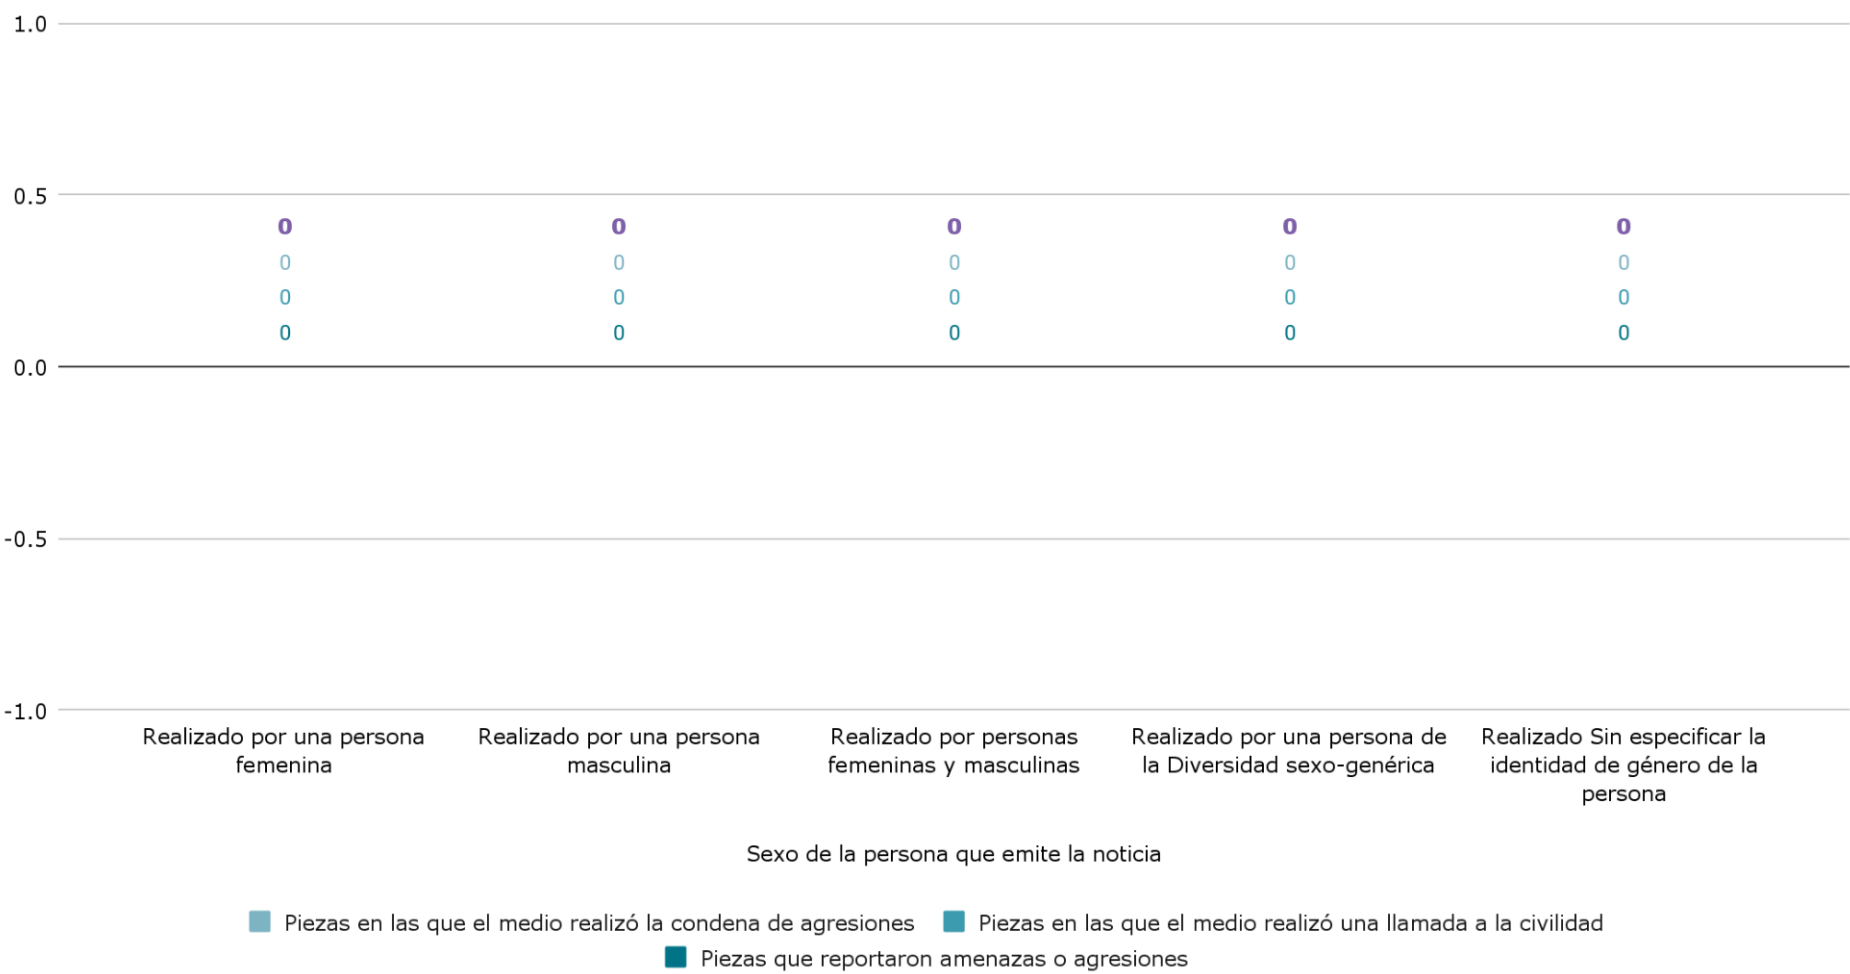 1.0
0.5
0 0 0 0 0
0 0 0 0 0
0 0 0 0 0
0 0 0 0 0
0.0
-0.5
-1.0
Realizado por una persona
femenina
Realizado por una persona
masculina
Realizado por personas
femeninas y masculinas
Realizado por una persona de
la Diversidad sexo-genérica
Realizado Sin especificar la
identidad de género de la
persona
Sexo de la persona que emite la noticia
Piezas en las que el medio realizó la condena de agresiones
Piezas en las que el medio realizó una llamada a la civilidad
Piezas que reportaron amenazas o agresiones